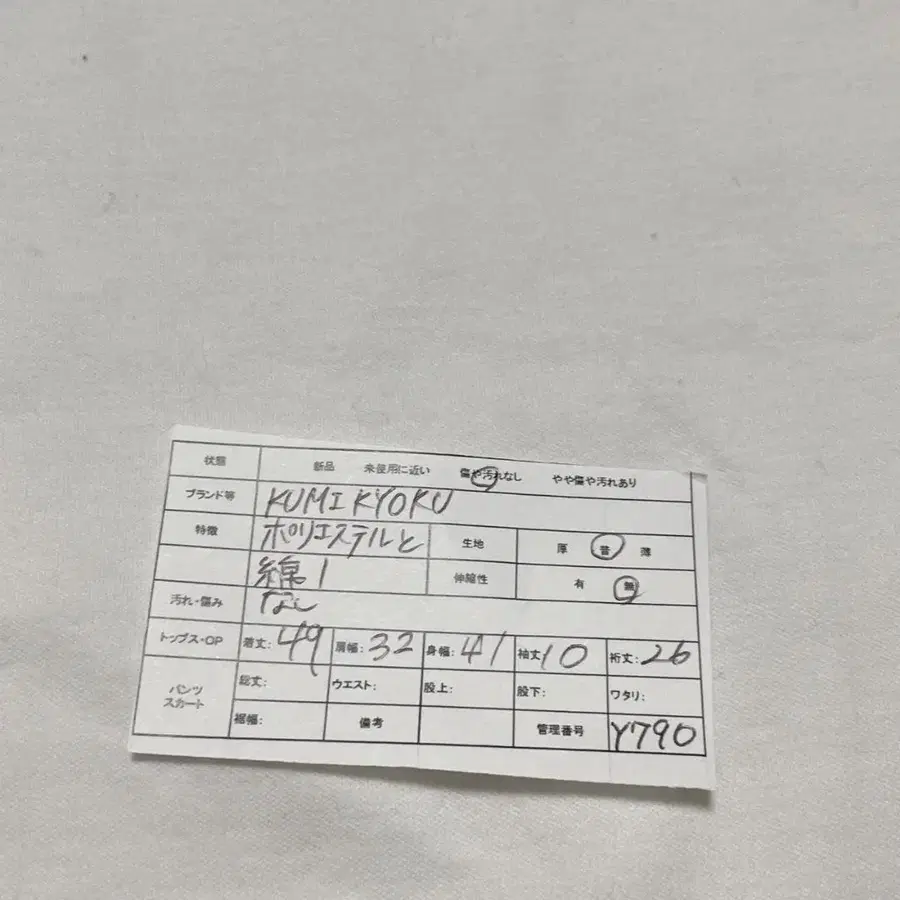 状態 新品 未使用に近い 傷や汚れなし やや傷や汚れあり
ブランド等 KUMIKYOKU
特徴 ポリエステルと 生地 厚 普 薄
綿1 伸縮性 有 無
汚れ・傷み なし
トップス・OP 着丈:49 肩幅:32 身幅:41 袖丈10 裄丈:26
パンツ スカート 総丈: ウエスト: 股上: 股下: ワタリ:
裾幅: 備考 管理番号 Y790